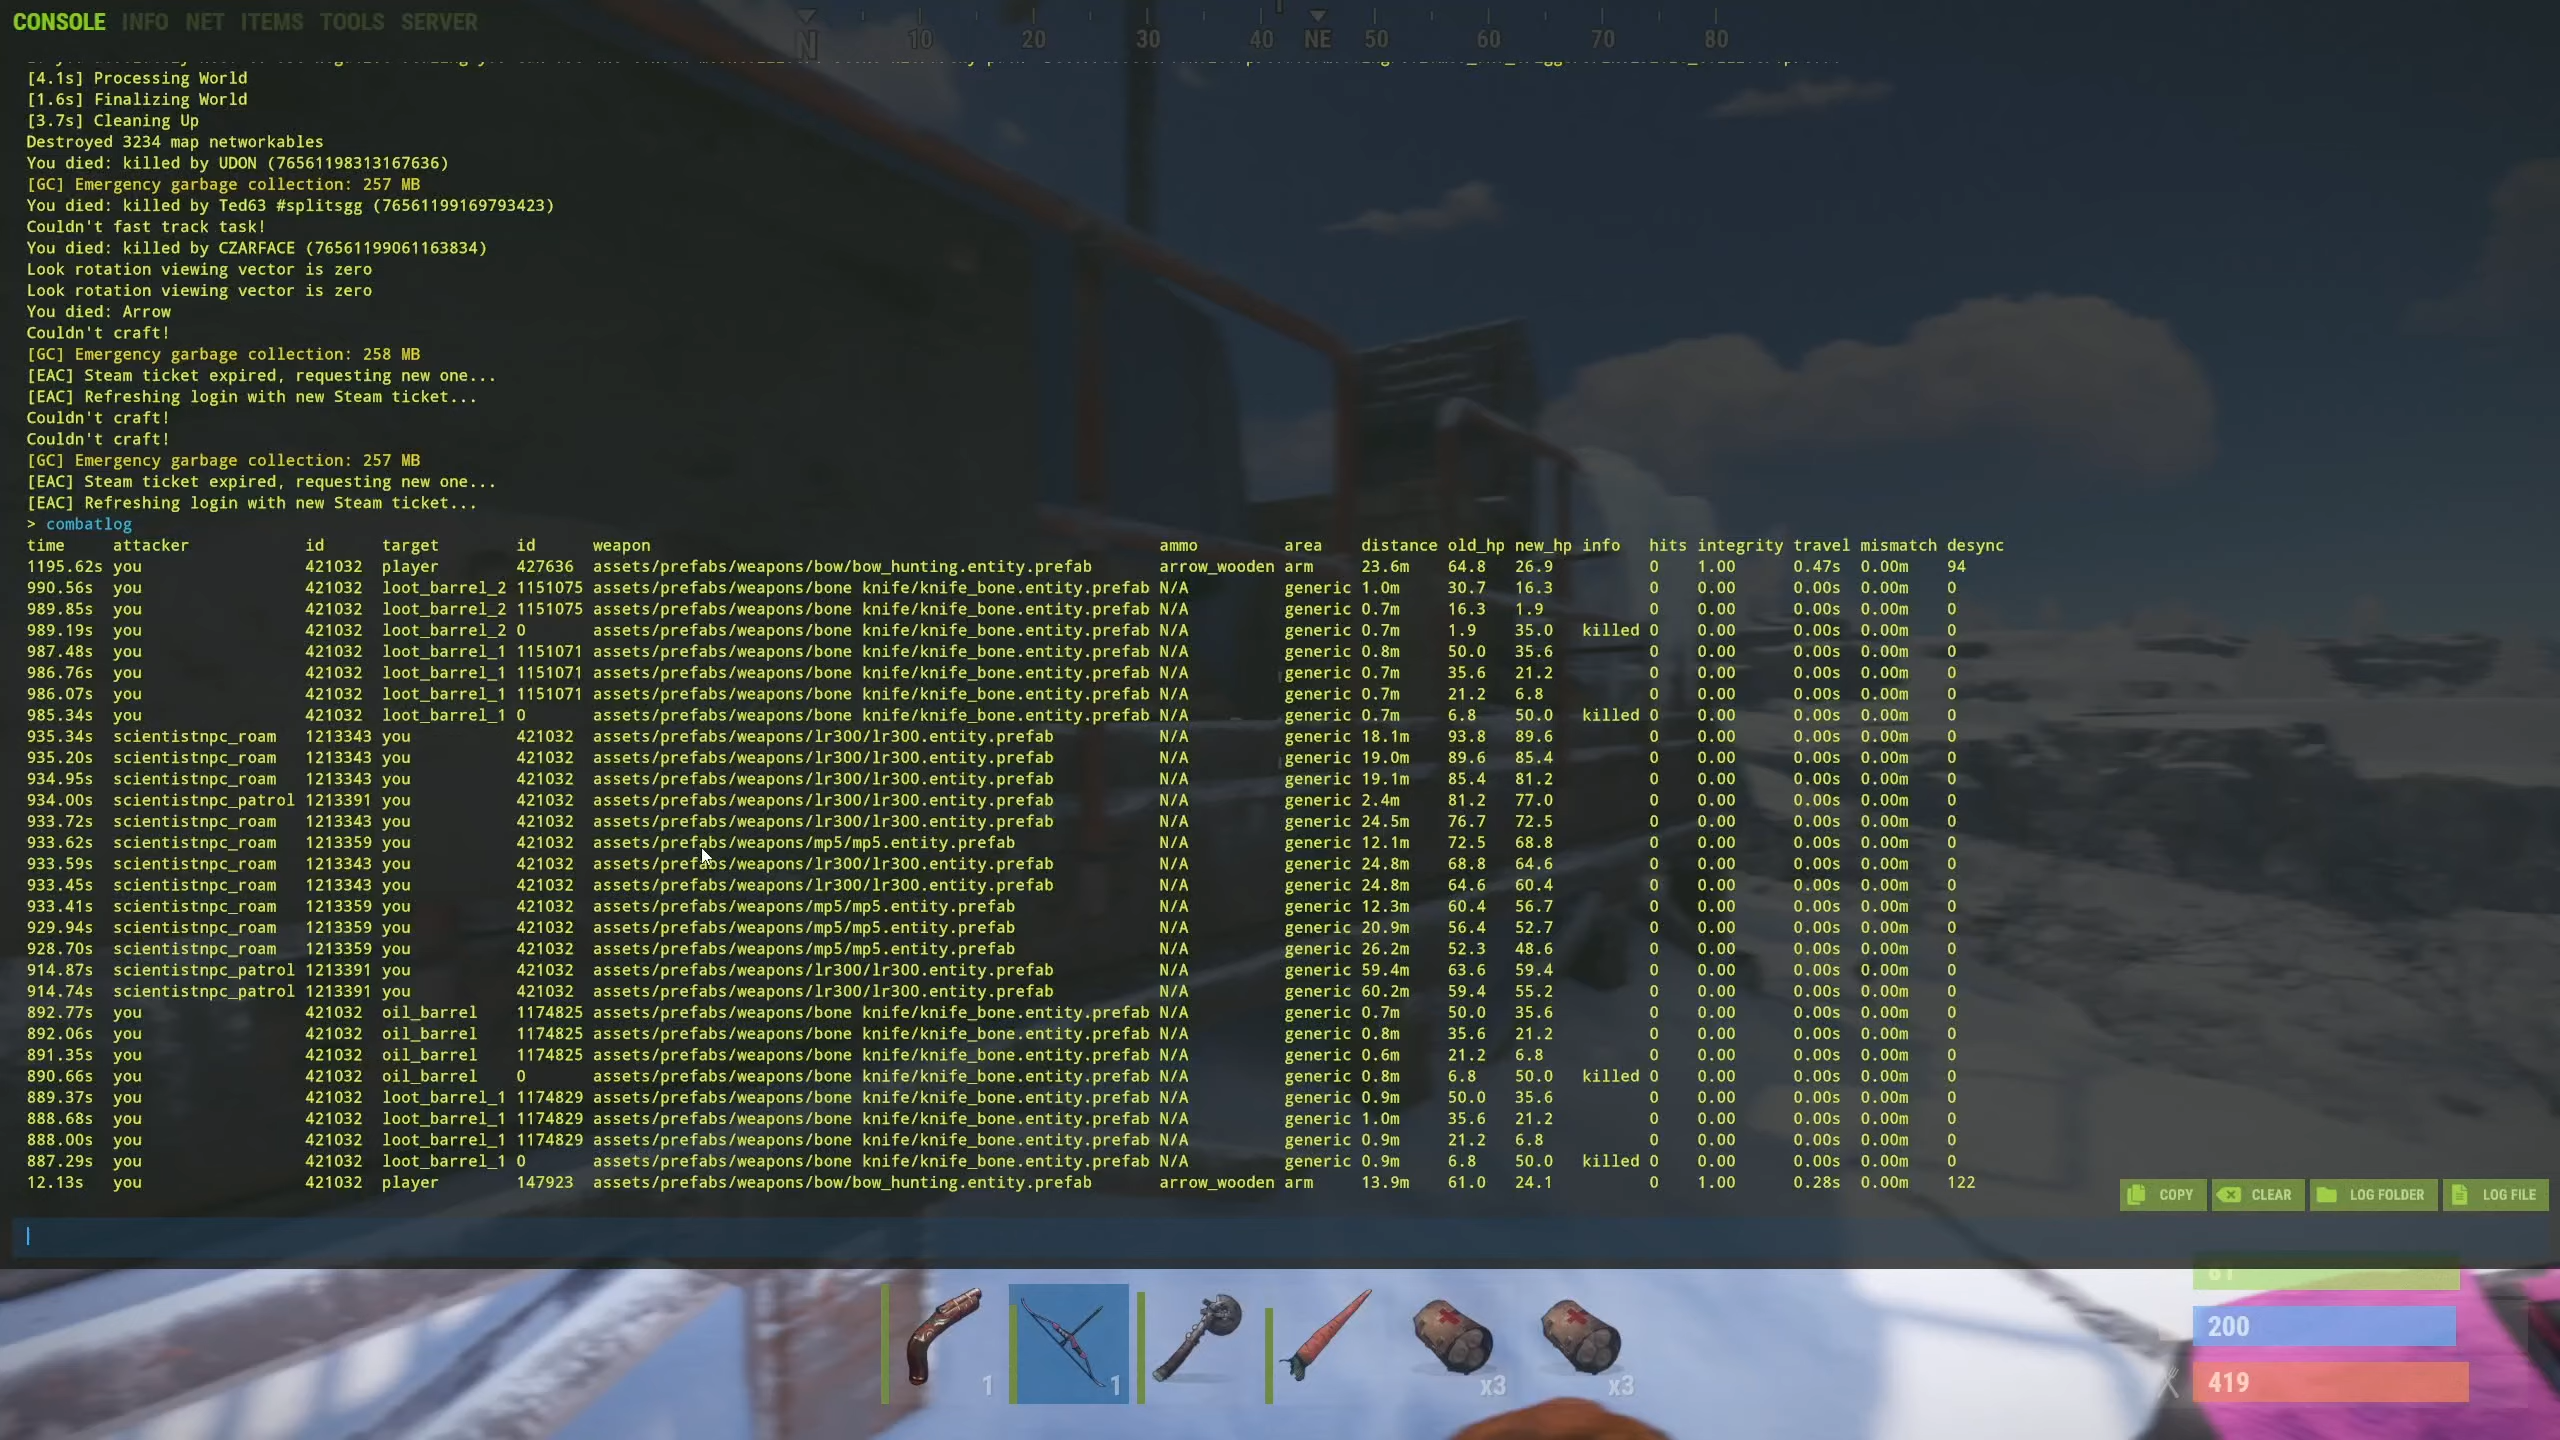 CONSOLE INFO NET ITEMS TOOLS SERVER
N 10 20 30 40 NE 50 60 70 80
[4.1s] Processing World
[1.6s] Finalizing World
[3.7s] Cleaning Up
Destroyed 3234 map networkables
You died: killed by UDON (76561198313167636)
[GC] Emergency garbage collection: 257 MB
You died: killed by Ted63 #splitsgg (76561199169793423)
Couldn't fast track task!
You died: killed by CZARFACE (76561199061163834)
Look rotation viewing vector is zero
Look rotation viewing vector is zero
You died: Arrow
Couldn't craft!
[GC] Emergency garbage collection: 258 MB
[EAC] Steam ticket expired, requesting new one...
[EAC] Refreshing login with new Steam ticket...
Couldn't craft!
Couldn't craft!
[GC] Emergency garbage collection: 257 MB
[EAC] Steam ticket expired, requesting new one...
[EAC] Refreshing login with new Steam ticket...
> combatlog
time attacker id target id weapon ammo area distance old_hp new_hp info hits integrity travel mismatch desync
1195.62s you 421032 player 427636 assets/prefabs/weapons/bow/bow_hunting.entity.prefab arrow_wooden arm 23.6m 64.8 26.9 0 1.00 0.47s 0.00m 94
990.56s you 421032 loot_barrel_2 1151075 assets/prefabs/weapons/bone knife/knife_bone.entity.prefab N/A generic 1.0m 30.7 16.3 0 0.00 0.00s 0.00m 0
989.85s you 421032 loot_barrel_2 1151075 assets/prefabs/weapons/bone knife/knife_bone.entity.prefab N/A generic 0.7m 16.3 1.9 0 0.00 0.00s 0.00m 0
989.19s you 421032 loot_barrel_2 0 assets/prefabs/weapons/bone knife/knife_bone.entity.prefab N/A generic 0.7m 1.9 35.0 killed 0 0.00 0.00s 0.00m 0
987.48s you 421032 loot_barrel_1 1151071 assets/prefabs/weapons/bone knife/knife_bone.entity.prefab N/A generic 0.8m 50.0 35.6 0 0.00 0.00s 0.00m 0
986.76s you 421032 loot_barrel_1 1151071 assets/prefabs/weapons/bone knife/knife_bone.entity.prefab N/A generic 0.7m 35.6 21.2 0 0.00 0.00s 0.00m 0
986.07s you 421032 loot_barrel_1 1151071 assets/prefabs/weapons/bone knife/knife_bone.entity.prefab N/A generic 0.7m 21.2 6.8 0 0.00 0.00s 0.00m 0
985.34s you 421032 loot_barrel_1 0 assets/prefabs/weapons/bone knife/knife_bone.entity.prefab N/A generic 0.7m 6.8 50.0 killed 0 0.00 0.00s 0.00m 0
935.34s scientistnpc_roam 1213343 you 421032 assets/prefabs/weapons/lr300/lr300.entity.prefab N/A generic 18.1m 93.8 89.6 0 0.00 0.00s 0.00m 0
935.20s scientistnpc_roam 1213343 you 421032 assets/prefabs/weapons/lr300/lr300.entity.prefab N/A generic 19.0m 89.6 85.4 0 0.00 0.00s 0.00m 0
934.95s scientistnpc_roam 1213343 you 421032 assets/prefabs/weapons/lr300/lr300.entity.prefab N/A generic 19.1m 85.4 81.2 0 0.00 0.00s 0.00m 0
934.00s scientistnpc_patrol 1213391 you 421032 assets/prefabs/weapons/lr300/lr300.entity.prefab N/A generic 2.4m 81.2 77.0 0 0.00 0.00s 0.00m 0
933.72s scientistnpc_roam 1213343 you 421032 assets/prefabs/weapons/lr300/lr300.entity.prefab N/A generic 24.5m 76.7 72.5 0 0.00 0.00s 0.00m 0
933.62s scientistnpc_roam 1213359 you 421032 assets/prefabs/weapons/mp5/mp5.entity.prefab N/A generic 12.1m 72.5 68.8 0 0.00 0.00s 0.00m 0
933.59s scientistnpc_roam 1213343 you 421032 assets/prefabs/weapons/lr300/lr300.entity.prefab N/A generic 24.8m 68.8 64.6 0 0.00 0.00s 0.00m 0
933.45s scientistnpc_roam 1213343 you 421032 assets/prefabs/weapons/lr300/lr300.entity.prefab N/A generic 24.8m 64.6 60.4 0 0.00 0.00s 0.00m 0
933.41s scientistnpc_roam 1213359 you 421032 assets/prefabs/weapons/mp5/mp5.entity.prefab N/A generic 12.3m 60.4 56.7 0 0.00 0.00s 0.00m 0
929.94s scientistnpc_roam 1213359 you 421032 assets/prefabs/weapons/mp5/mp5.entity.prefab N/A generic 20.9m 56.4 52.7 0 0.00 0.00s 0.00m 0
928.70s scientistnpc_roam 1213359 you 421032 assets/prefabs/weapons/mp5/mp5.entity.prefab N/A generic 26.2m 52.3 48.6 0 0.00 0.00s 0.00m 0
914.87s scientistnpc_patrol 1213391 you 421032 assets/prefabs/weapons/lr300/lr300.entity.prefab N/A generic 59.4m 63.6 59.4 0 0.00 0.00s 0.00m 0
914.74s scientistnpc_patrol 1213391 you 421032 assets/prefabs/weapons/lr300/lr300.entity.prefab N/A generic 60.2m 59.4 55.2 0 0.00 0.00s 0.00m 0
892.77s you 421032 oil_barrel 1174825 assets/prefabs/weapons/bone knife/knife_bone.entity.prefab N/A generic 0.7m 50.0 35.6 0 0.00 0.00s 0.00m 0
892.06s you 421032 oil_barrel 1174825 assets/prefabs/weapons/bone knife/knife_bone.entity.prefab N/A generic 0.8m 35.6 21.2 0 0.00 0.00s 0.00m 0
891.35s you 421032 oil_barrel 1174825 assets/prefabs/weapons/bone knife/knife_bone.entity.prefab N/A generic 0.6m 21.2 6.8 0 0.00 0.00s 0.00m 0
890.66s you 421032 oil_barrel 0 assets/prefabs/weapons/bone knife/knife_bone.entity.prefab N/A generic 0.8m 6.8 50.0 killed 0 0.00 0.00s 0.00m 0
889.37s you 421032 loot_barrel_1 1174829 assets/prefabs/weapons/bone knife/knife_bone.entity.prefab N/A generic 0.9m 50.0 35.6 0 0.00 0.00s 0.00m 0
888.68s you 421032 loot_barrel_1 1174829 assets/prefabs/weapons/bone knife/knife_bone.entity.prefab N/A generic 1.0m 35.6 21.2 0 0.00 0.00s 0.00m 0
888.00s you 421032 loot_barrel_1 1174829 assets/prefabs/weapons/bone knife/knife_bone.entity.prefab N/A generic 0.9m 21.2 6.8 0 0.00 0.00s 0.00m 0
887.29s you 421032 loot_barrel_1 0 assets/prefabs/weapons/bone knife/knife_bone.entity.prefab N/A generic 0.9m 6.8 50.0 killed 0 0.00 0.00s 0.00m 0
12.13s you 421032 player 147923 assets/prefabs/weapons/bow/bow_hunting.entity.prefab arrow_wooden arm 13.9m 61.0 24.1 0 1.00 0.28s 0.00m 122
COPY CLEAR LOG FOLDER LOG FILE
200
1 1 x3 x3 419